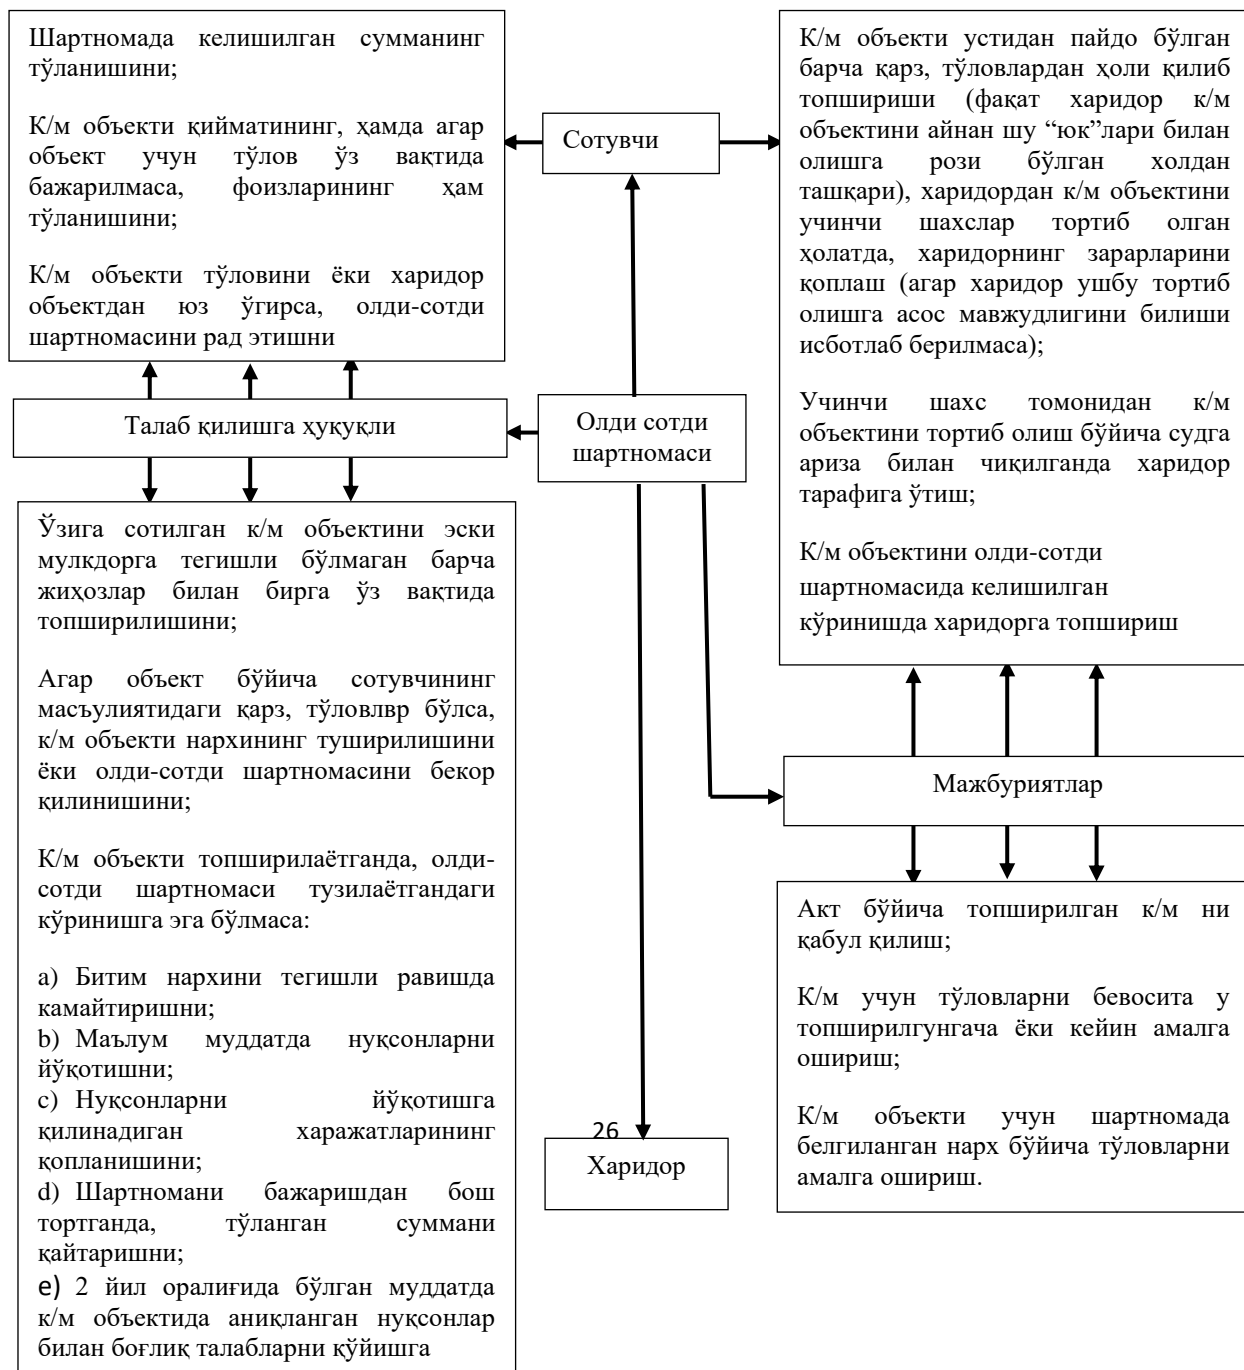 Шартномада келишилган сумманинг
тўланишини;
К/м объекти қийматининг, ҳамда агар
объект учун тўлов ўз вақтида
бажарилмаса, фоизларининг ҳам
тўланишини;
К/м объекти тўловини ёки харидор
объектдан юз ўгирса, олди-сотди
шартномасини рад этишни
Сотувчи
К/м объекти устидан пайдо бўлган
барча қарз, тўловлардан ҳоли қилиб
топшириши (фақат харидор к/м
объектини айнан шу “юк”лари билан
олишга рози бўлган холдан
ташқари), харидордан к/м объектини
учинчи шахслар тортиб олган
ҳолатда, харидорнинг зарарларини
қоплаш (агар харидор ушбу тортиб
олишга асос мавжудлигини билиши
исботлаб берилмаса);
Учинчи шахс томонидан к/м
объектини тортиб олиш бўйича судга
ариза билан чиқилганда харидор
тарафига ўтиш;
К/м объектини олди-сотди
шартномасида келишилган
кўринишда харидорга топшириш
Талаб қилишга ҳуқуқли
Олди сотди
шартномаси
Ўзига сотилган к/м объектини эски
мулкдорга тегишли бўлмаган барча
жиҳозлар билан бирга ўз вақтида
топширилишини;
Агар объект бўйича сотувчининг
масъулиятидаги қарз, тўловлвр бўлса,
к/м объекти нархининг туширилишини
ёки олди-сотди шартномасини бекор
қилинишини;
К/м объекти топширилаётганда, олди-
сотди шартномаси тузилаётгандаги
кўринишга эга бўлмаса:
a) Битим нархини тегишли равишда
камайтиришни;
b) Маълум муддатда нуқсонларни
йўқотишни;
c) Нуқсонларни йўқотишга
қилинадиган харажатларининг
қопланишини;
d) Шартномани бажаришдан бош
тортганда, тўланган суммани
қайтаришни;
e) 2 йил оралиғида бўлган муддатда
к/м объектида аниқланган нуқсонлар
билан боғлиқ талабларни қўйишга
Мажбуриятлар
Акт бўйича топширилган к/м ни
қабул қилиш;
К/м учун тўловларни бевосита у
топширилгунгача ёки кейин амалга
ошириш;
К/м объекти учун шартномада
белгиланган нарх бўйича тўловларни
амалга ошириш.
26
Харидор